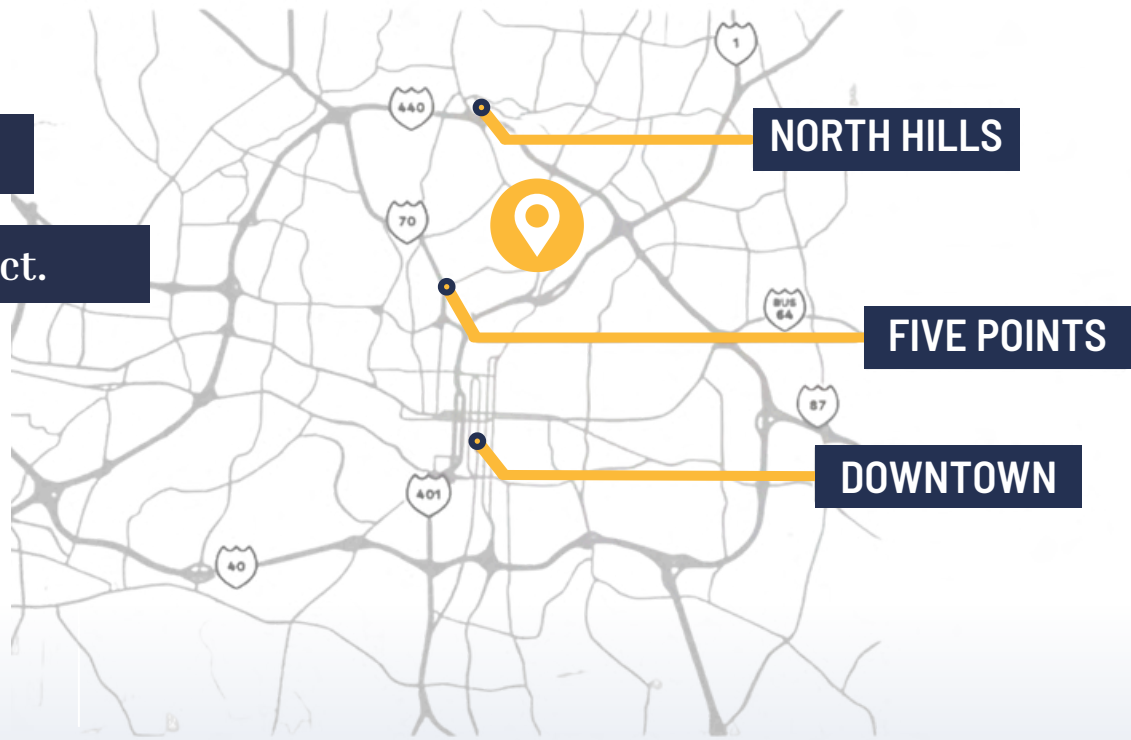 1
440
NORTH HILLS
70
ct.
BUS
64
FIVE POINTS
87
DOWNTOWN
401
40